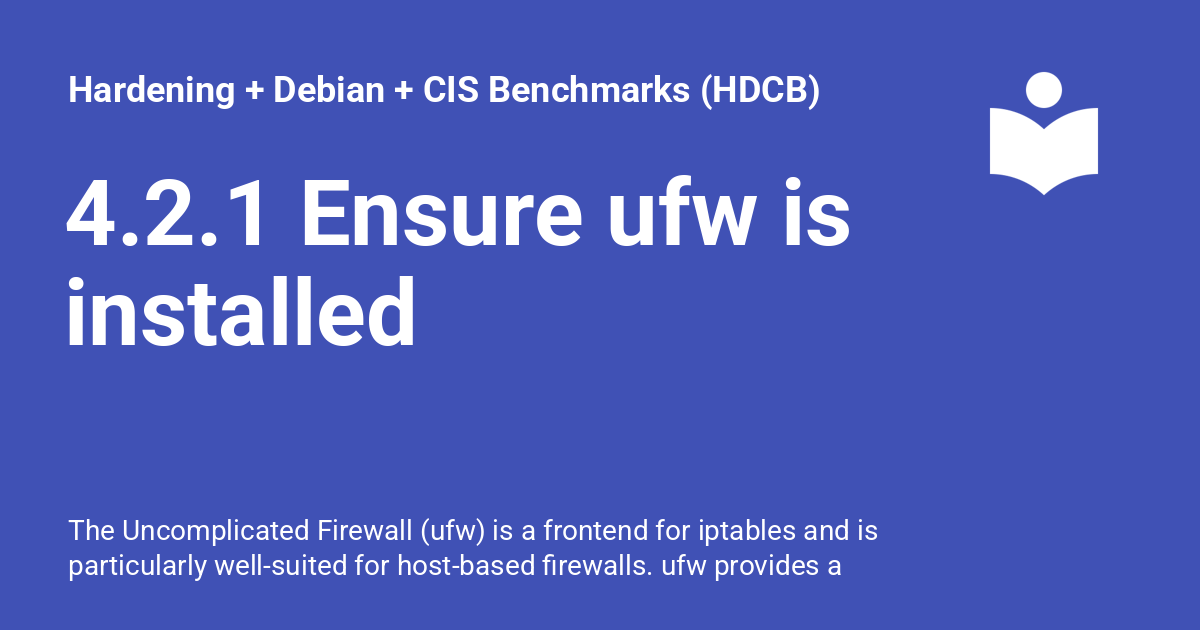 Hardening + Debian + CIS Benchmarks (HDCB)
4.2.1 Ensure ufw is
installed
The Uncomplicated Firewall (ufw) is a frontend for iptables and is
particularly well-suited for host-based firewalls. ufw provides a